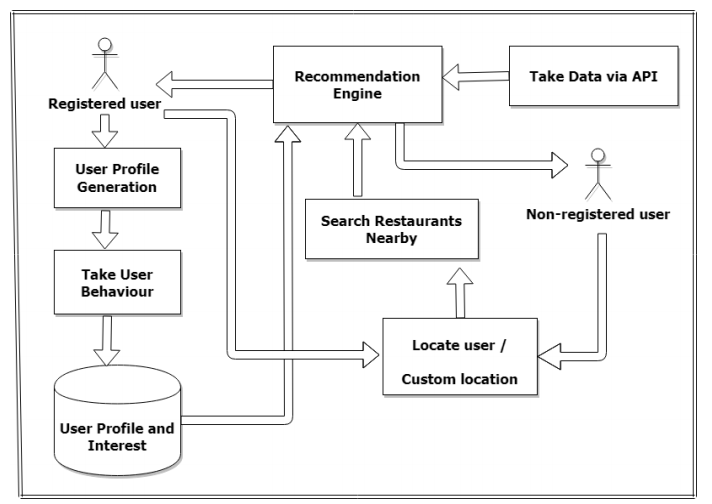 Registered user
Recommendation
Engine
Take Data via API
User Profile
Generation
Non-registered user
Search Restaurants
Nearby
Take User
Behaviour
Locate user /
Custom location
User Profile and
Interest